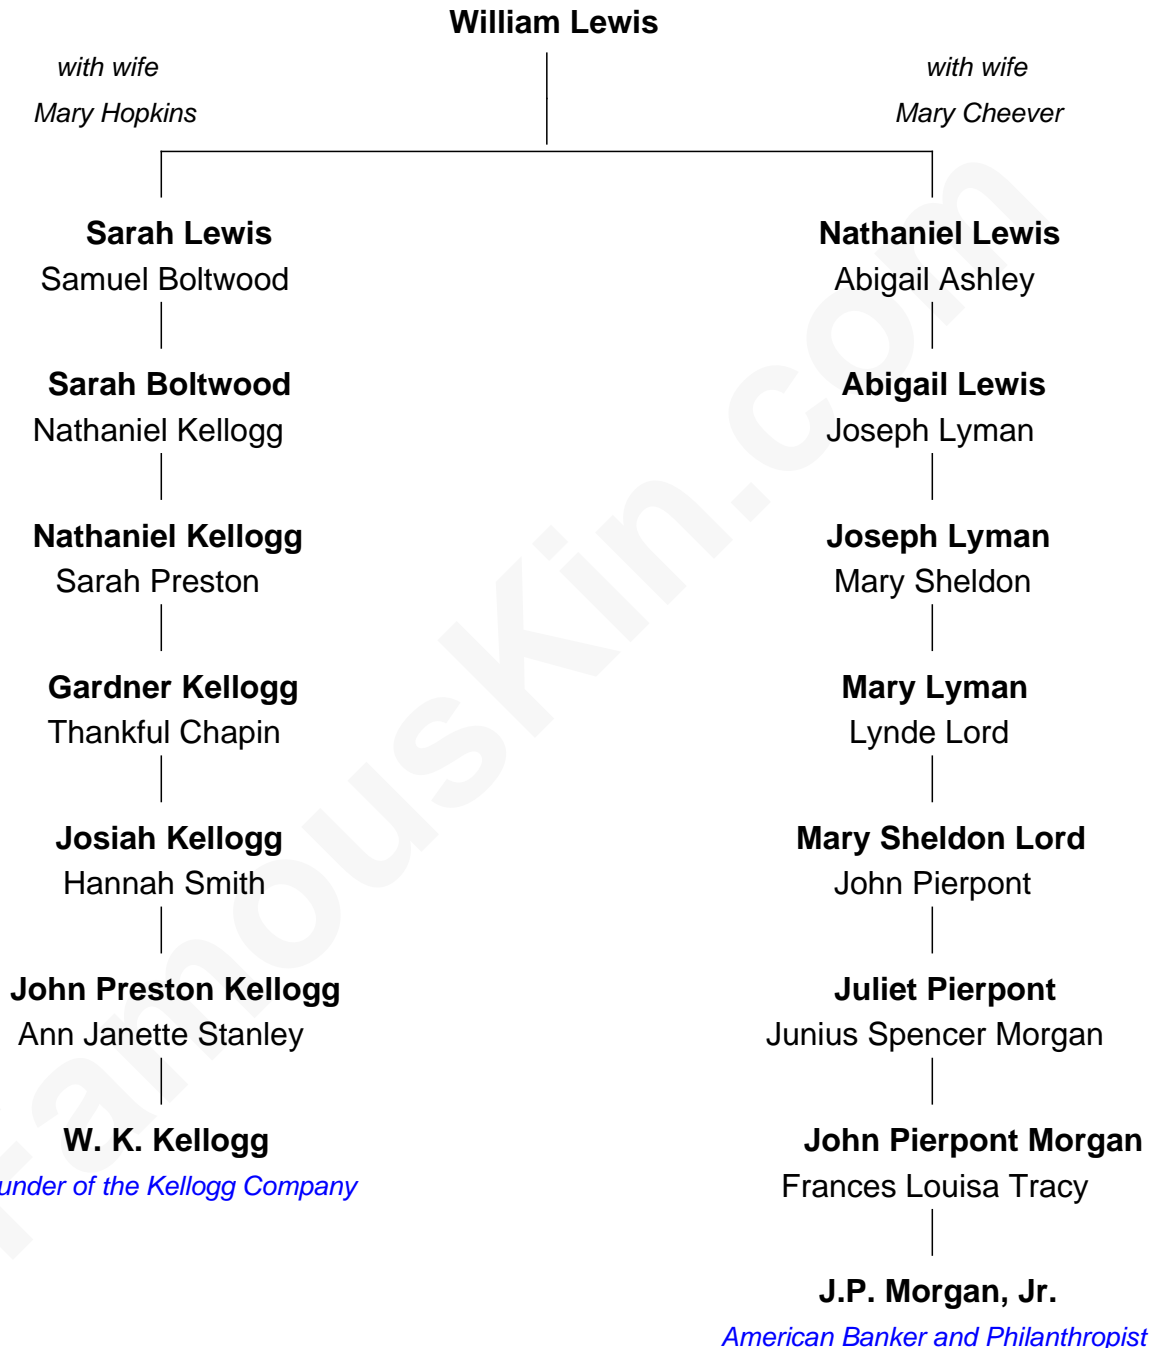 William Lewis
with wife
Mary Hopkins
with wife
Mary Cheever
Sarah Lewis
Samuel Boltwood
Nathaniel Lewis
Abigail Ashley
Sarah Boltwood
Nathaniel Kellogg
Abigail Lewis
Joseph Lyman
Nathaniel Kellogg
Sarah Preston
Joseph Lyman
Mary Sheldon
Gardner Kellogg
Thankful Chapin
Mary Lyman
Lynde Lord
Josiah Kellogg
Hannah Smith
Mary Sheldon Lord
John Pierpont
John Preston Kellogg
Ann Janette Stanley
Juliet Pierpont
Junius Spencer Morgan
W. K. Kellogg
under of the Kellogg Company
John Pierpont Morgan
Frances Louisa Tracy
J.P. Morgan, Jr.
American Banker and Philanthropist
FamousKin.com